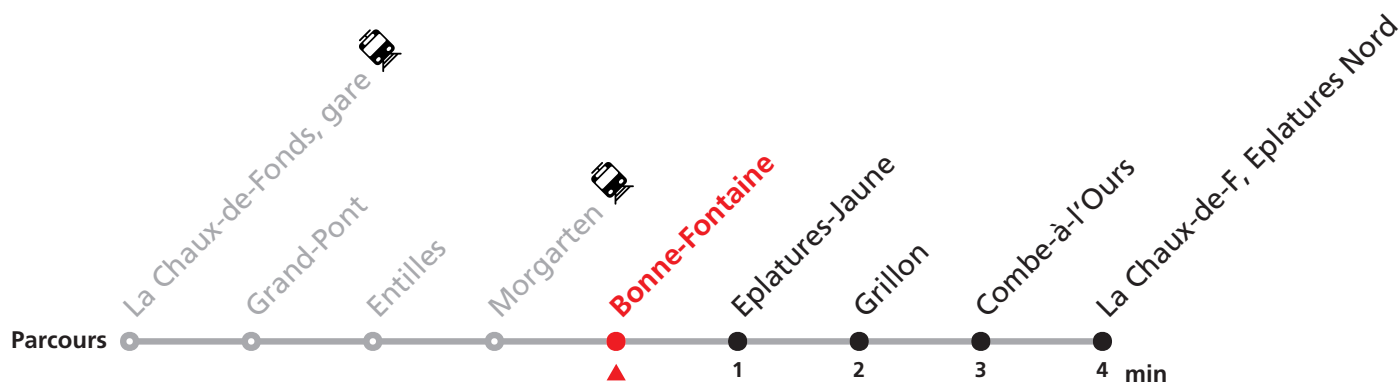 La Chaux-de-Fonds, gare
Grand-Pont
Entilles
Morgarten
Bonne-Fontaine
Eplatures-Jaune
Grillon
Combe-à-l'Ours
La Chaux-de-F, Eplatures Nord
Parcours
1 2 3 4 min